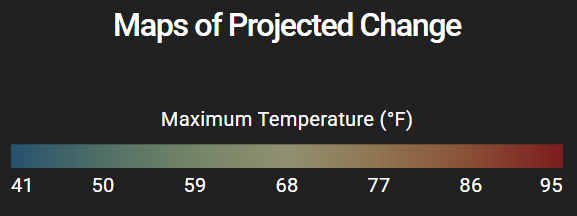 Maps of Projected Change
Maximum Temperature (°F)
41 50 59 68 77 86 95